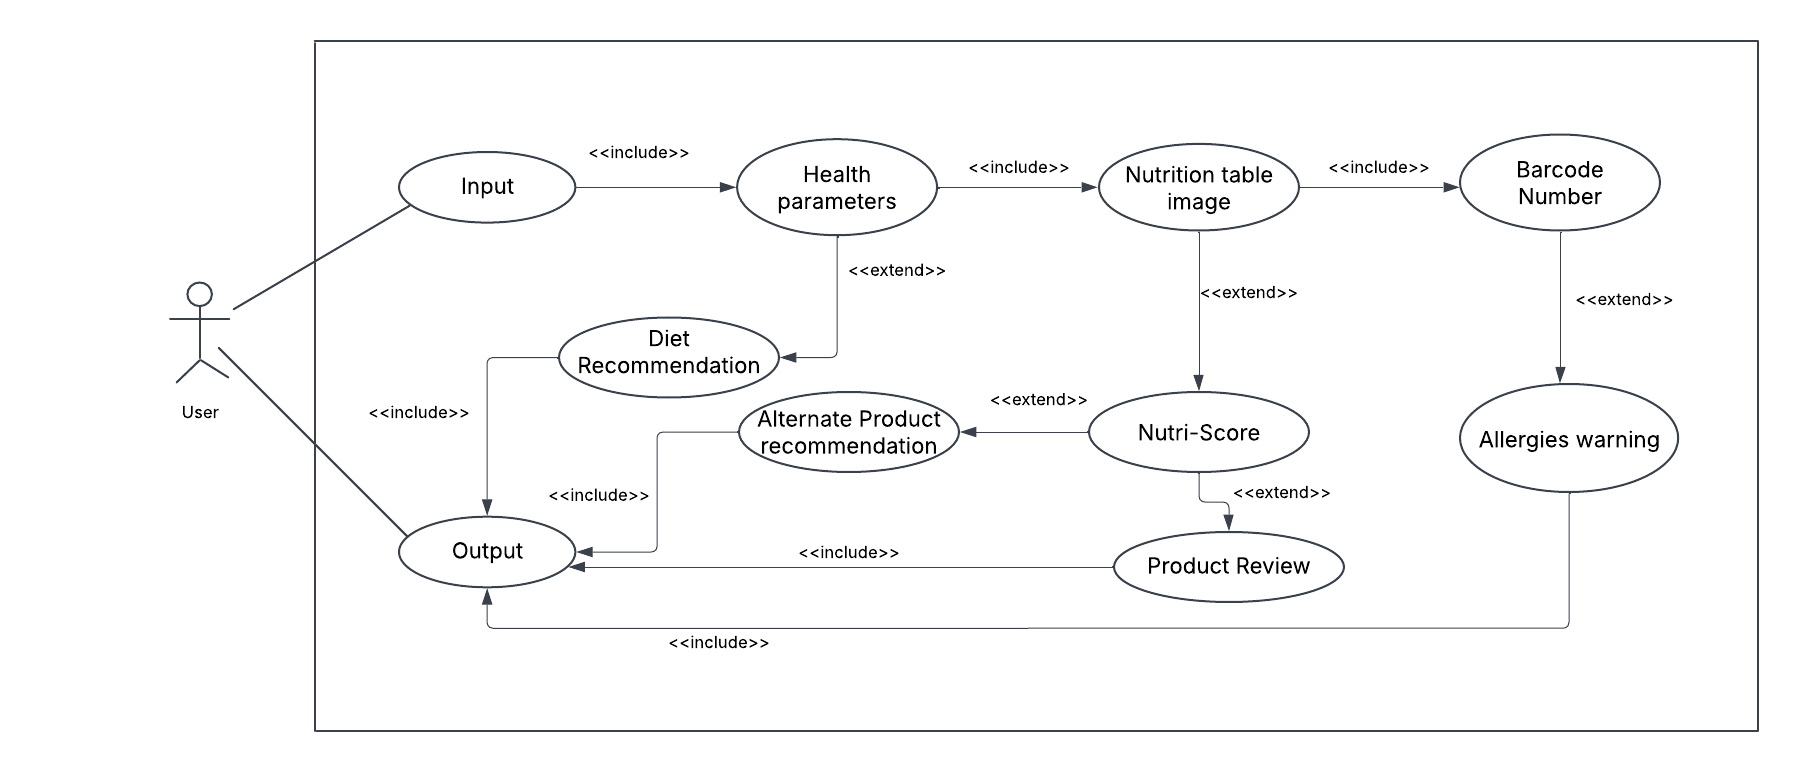 <<include>>
<<include>>
<<include>>
Input
Health
parameters
Nutrition table
image
Barcode
Number
<<extend>>
<<extend>>
<<extend>>
Diet
Recommendation
User
<<include>>
<<extend>>
Alternate Product
recommendation
Nutri-Score
Allergies warning
<<include>>
<<extend>>
Output
<<include>>
Product Review
<<include>>